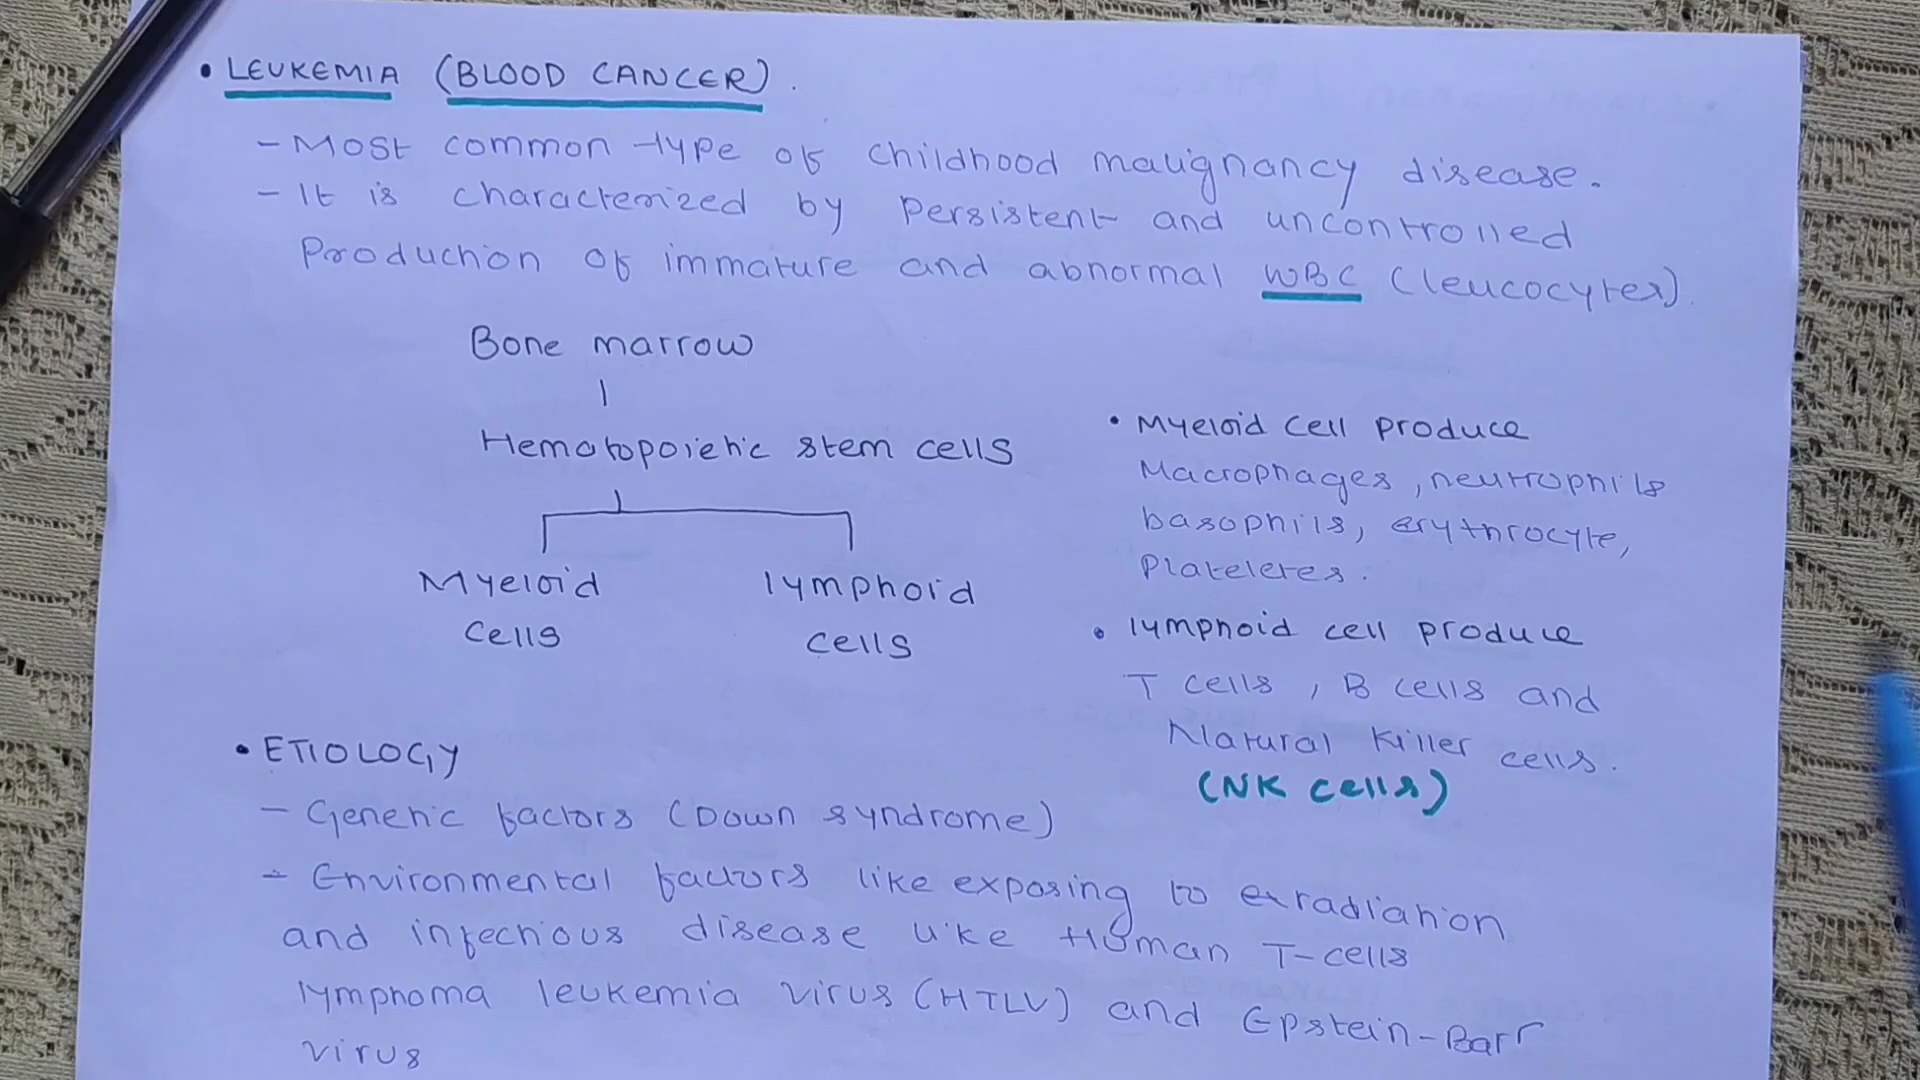 • LEUKEMIA (BLOOD CANCER).
- Most common type of childhood malignancy disease.
- It is characterized by Persistent and uncontrolled
Production of immature and abnormal WBC (leucocytes).
Bone marrow
Hematopoietic stem cells
Myeloid
cells
lymphoid
cells
• Myeloid cell produce
Macrophages, neutrophils
basophils, erythrocyte,
Plateletes.
• lymphoid cell produce
T cells, B cells and
Natural Killer cells.
(NK cells)
• ETIOLOGY
- Genetic factors (Down syndrome)
- Environmental factors like exposing to radiation
and infectious disease like Human T-cells
lymphoma leukemia virus (HTLV) and Epstein-Barr
virus